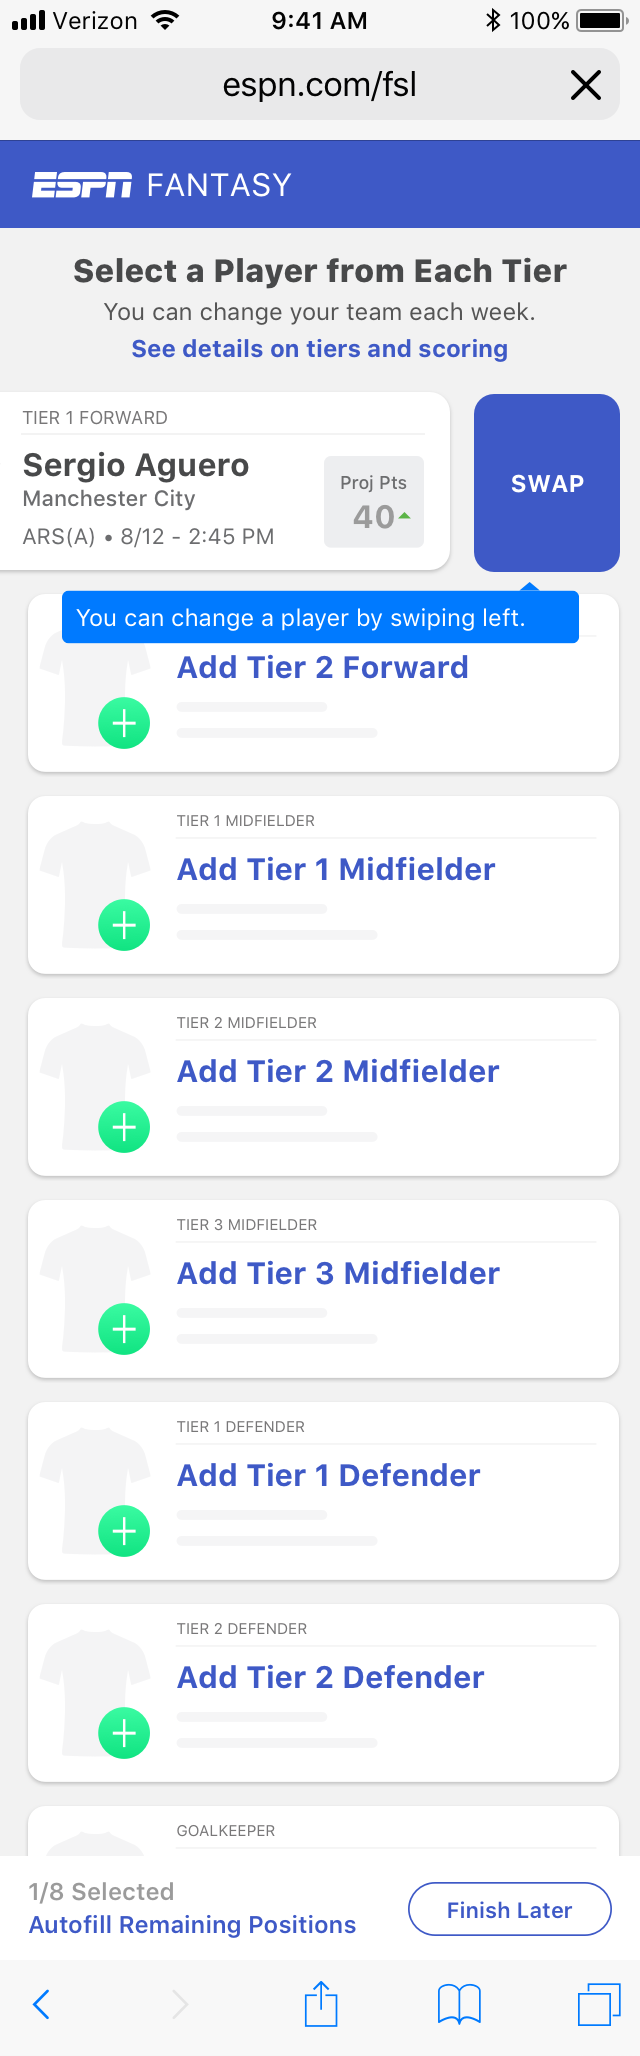 Verizon 9:41 AM 100%
espn.com/fsl
ESPN FANTASY
Select a Player from Each Tier
You can change your team each week.
See details on tiers and scoring
TIER 1 FORWARD
Sergio Aguero
Manchester City
ARS(A) • 8/12 - 2:45 PM
Proj Pts
40
SWAP
You can change a player by swiping left.
Add Tier 2 Forward
TIER 1 MIDFIELDER
Add Tier 1 Midfielder
TIER 2 MIDFIELDER
Add Tier 2 Midfielder
TIER 3 MIDFIELDER
Add Tier 3 Midfielder
TIER 1 DEFENDER
Add Tier 1 Defender
TIER 2 DEFENDER
Add Tier 2 Defender
GOALKEEPER
1/8 Selected
Autofill Remaining Positions
Finish Later